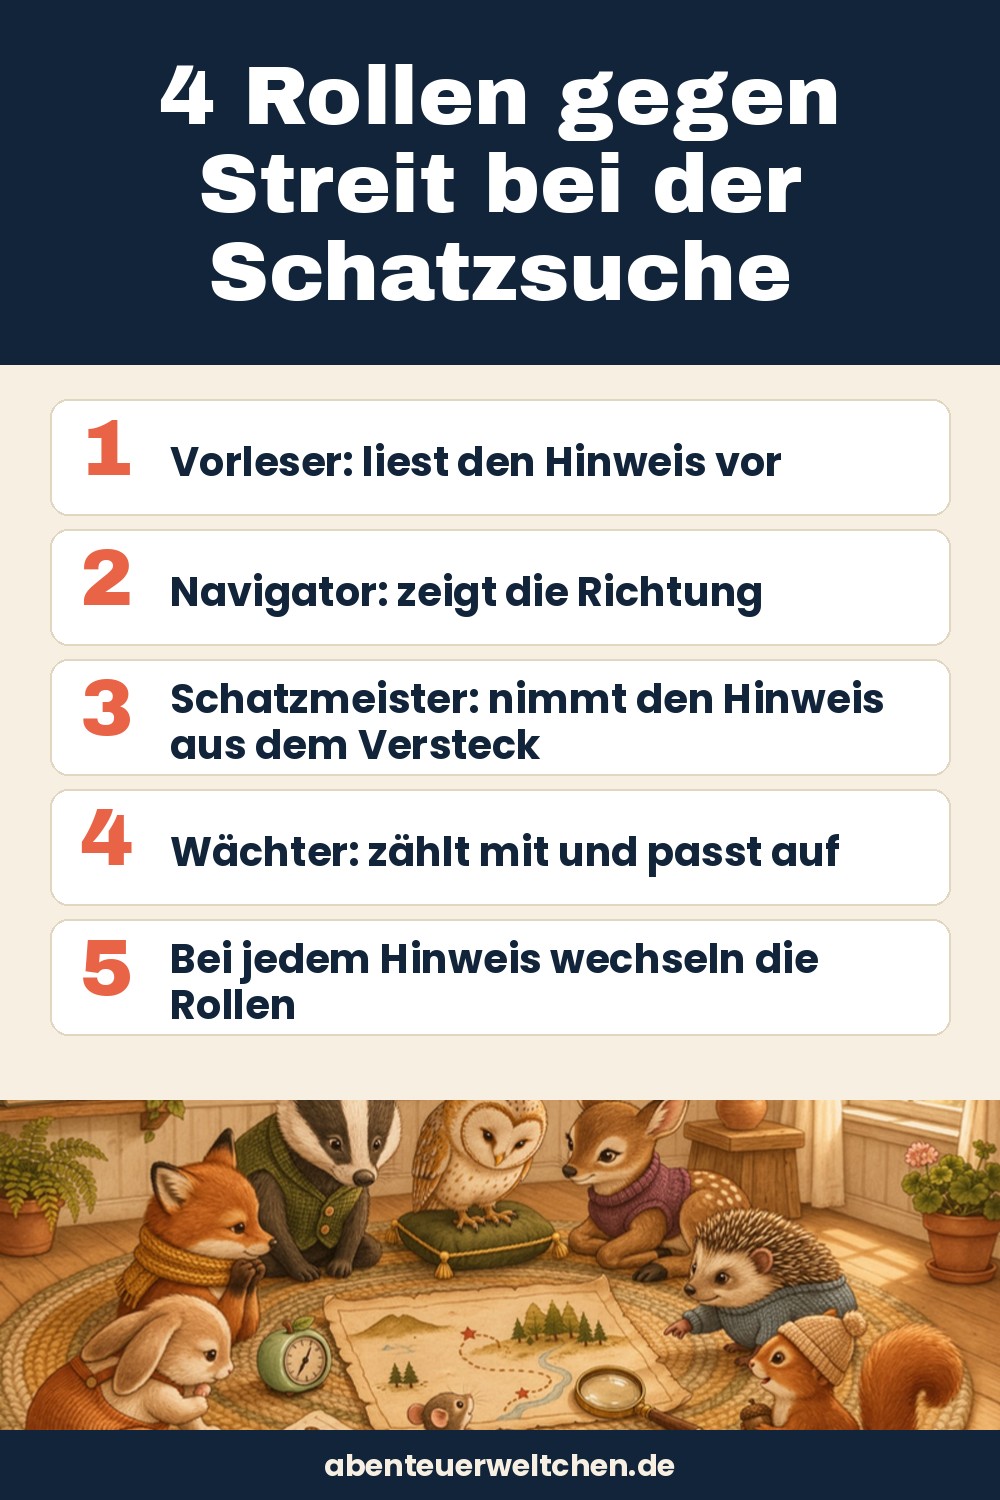 4 Rollen gegen
Streit bei der
Schatzsuche
1 Vorleser: liest den Hinweis vor
2 Navigator: zeigt die Richtung
3 Schatzmeister: nimmt den Hinweis
aus dem Versteck
4 Wächter: zählt mit und passt auf
5 Bei jedem Hinweis wechseln die
Rollen
abenteuerweltchen.de